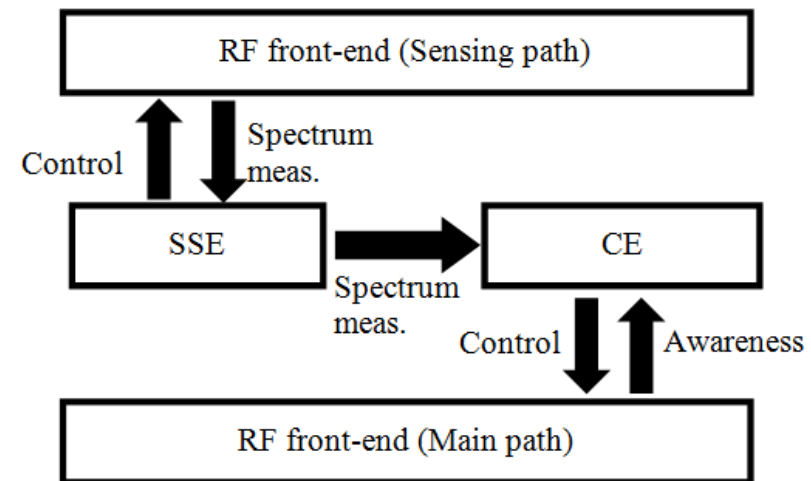 RF front-end (Sensing path)
Control
Spectrum
meas.
SSE
CE
Spectrum
meas.
Control
Awareness
RF front-end (Main path)